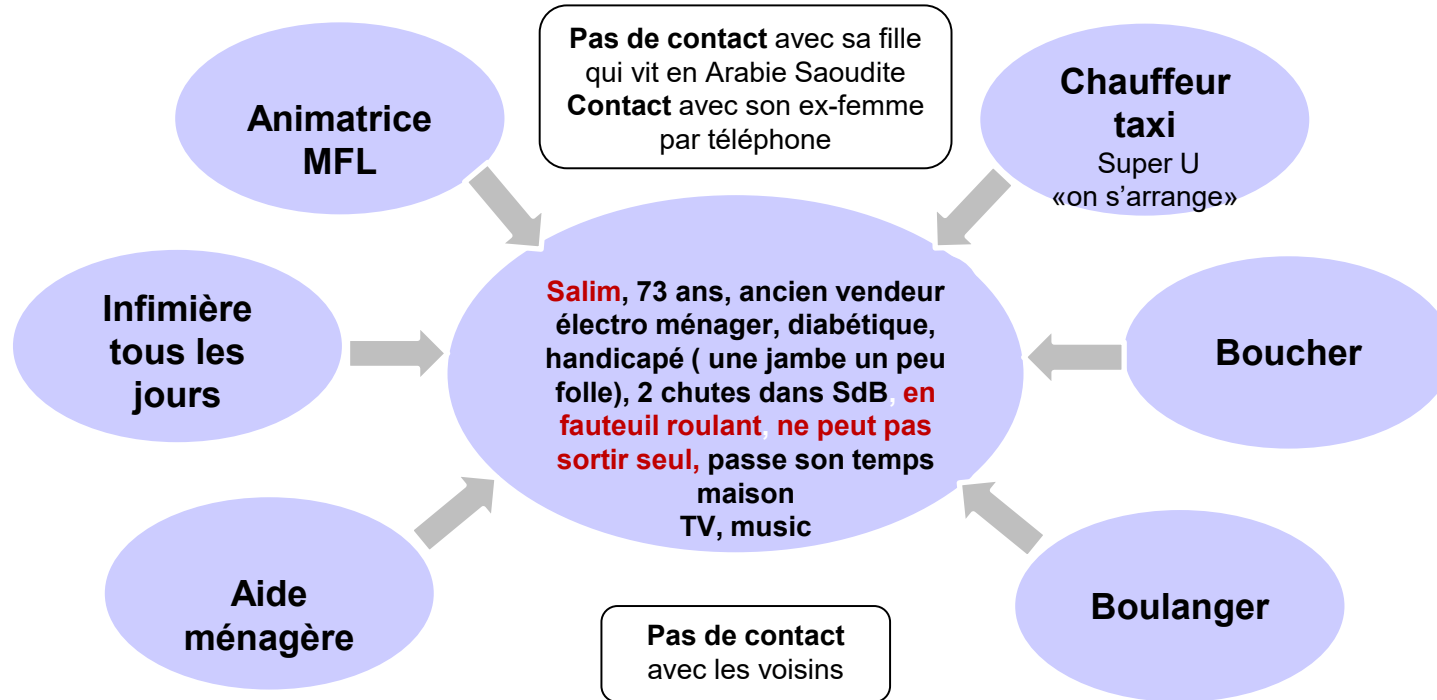 Pas de contact avec sa fille
qui vit en Arabie Saoudite
Contact avec son ex-femme
par téléphone
Animatrice
MFL
Chauffeur
taxi
Super U
«on s’arrange»
Infimière
tous les
jours
Salim, 73 ans, ancien vendeur
électro ménager, diabétique,
handicapé ( une jambe un peu
folle), 2 chutes dans SdB, en
fauteuil roulant, ne peut pas
sortir seul, passe son temps
maison
TV, music
Boucher
Aide
ménagère
Boulanger
Pas de contact
avec les voisins